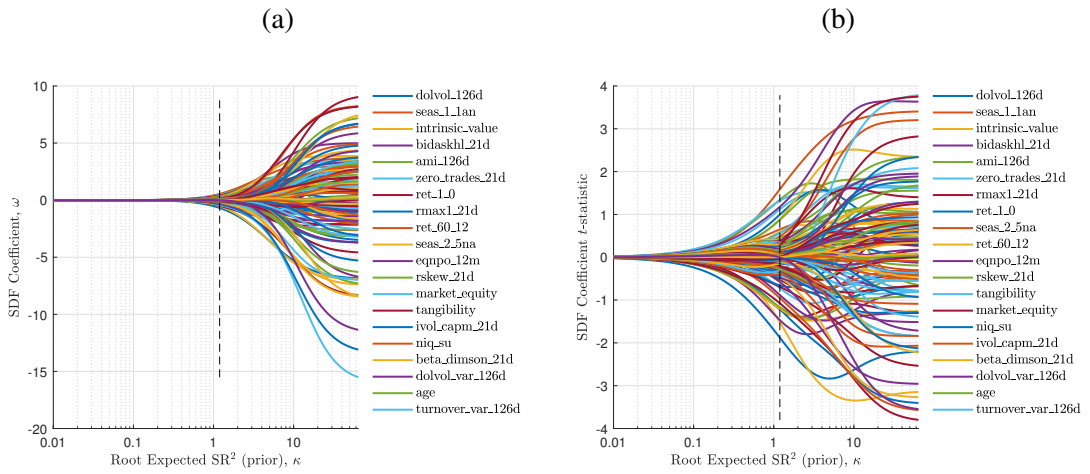 (a)
(b)
SDF Coefficient, ω
10
5
0
-5
-10
-15
-20
0.01
0.1
1
10
Root Expected SR² (prior), κ
dolvol_126d
seas_1_1an
intrinsic_value
bidaskhl_21d
ami_126d
zero_trades_21d
ret_1_0
rmax1_21d
ret_60_12
seas_2_5na
eqnpo_12m
rskew_21d
market_equity
tangibility
ivol_capm_21d
niq_su
beta_dimson_21d
dolvol_var_126d
age
turnover_var_126d
SDF Coefficient t-statistic
4
3
2
1
0
-1
-2
-3
-4
0.01
0.1
1
10
Root Expected SR² (prior), κ
dolvol_126d
seas_1_1an
intrinsic_value
bidaskhl_21d
ami_126d
zero_trades_21d
rmax1_21d
ret_1_0
seas_2_5na
ret_60_12
eqnpo_12m
rskew_21d
tangibility
market_equity
niq_su
ivol_capm_21d
beta_dimson_21d
dolvol_var_126d
age
turnover_var_126d